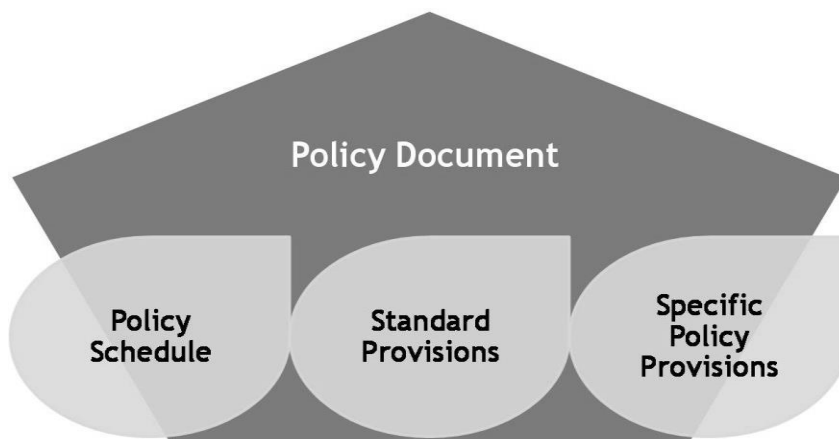 Policy Document
Policy
Schedule
Standard
Provisions
Specific
Policy
Provisions